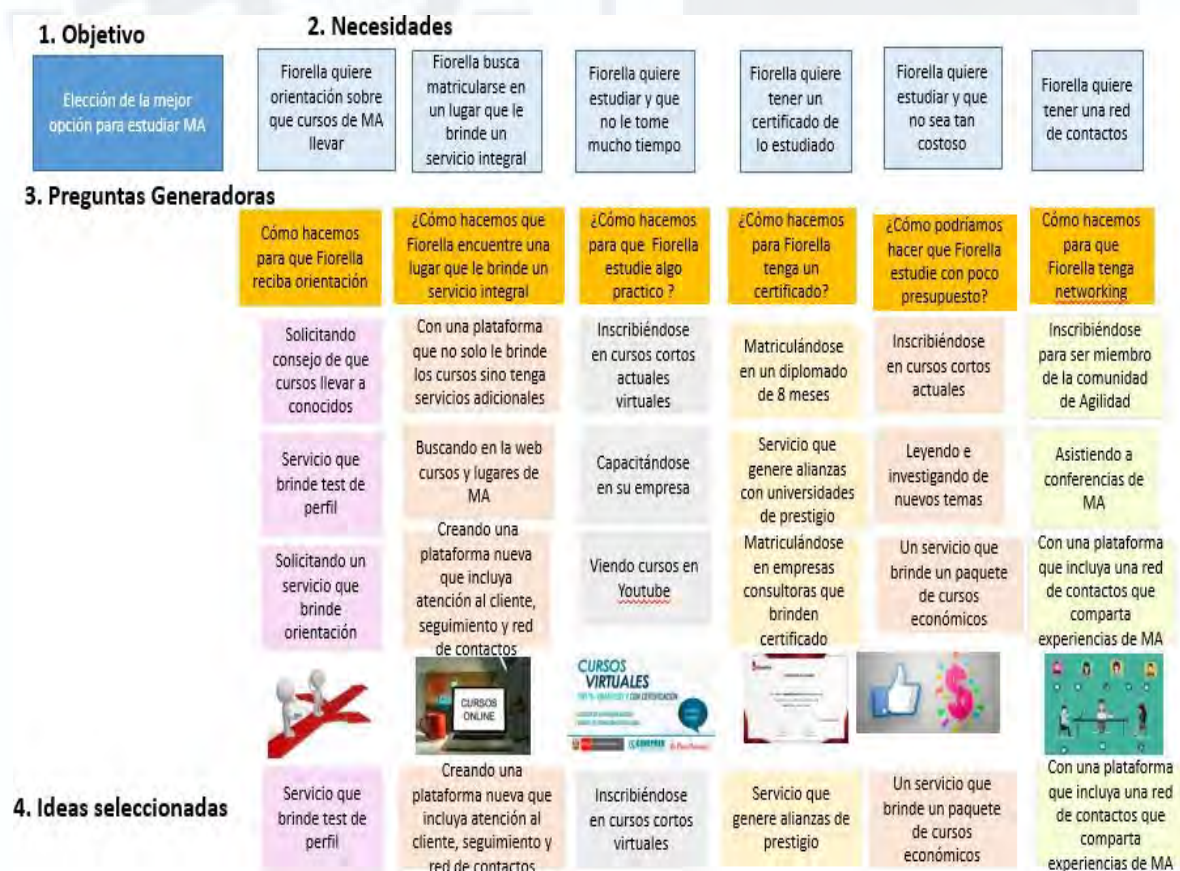 1. Objetivo
2. Necesidades
Elección de la mejor
opción para estudiar MA
Fiorella quiere
orientación sobre
que cursos de MA
llevar
Fiorella busca
matricularse en
un lugar que le
brinde un
servicio integral
Fiorella quiere
estudiar y que
no le tome
mucho tiempo
Fiorella quiere
tener un
certificado de
lo estudiado
Fiorella quiere
estudiar y que
no sea tan
costoso
Fiorella quiere
tener una red
de contactos
3. Preguntas Generadoras
Cómo hacemos
para que Fiorella
reciba orientación
¿Cómo hacemos que
Fiorella encuentre una
lugar que le brinde un
servicio integral
¿Cómo hacemos
para que Fiorella
estudie algo
practico ?
¿Cómo hacemos
para Fiorella
tenga un
certificado?
¿Cómo podríamos
hacer que Fiorella
estudie con poco
presupuesto?
Cómo hacemos
para que
Fiorella tenga
networking
Solicitando
consejo de que
cursos llevar a
conocidos
Con una plataforma
que no solo le brinde
los cursos sino tenga
servicios adicionales
Inscribiéndose
en cursos cortos
actuales
virtuales
Matriculándose
en un diplomado
de 8 meses
Inscribiéndose
en cursos cortos
actuales
Inscribiéndose
para ser miembro
de la comunidad
de Agilidad
Servicio que
brinde test de
perfil
Buscando en la web
cursos y lugares de
MA
Capacitándose
en su empresa
Servicio que
genere alianzas
con universidades
de prestigio
Leyendo e
investigando de
nuevos temas
Asistiendo a
conferencias de
MA
Solicitando un
servicio que
brinde
orientación
Creando una
plataforma nueva
que incluya
atención al cliente,
seguimiento y red
de contactos
Viendo cursos en
Youtube
Matriculándose
en empresas
consultoras que
brinden
certificado
Un servicio que
brinde un paquete
de cursos
económicos
Con una plataforma
que incluya una red
de contactos que
comparta
experiencias de MA
CURSOS
ONLINE
CURSOS
VIRTUALES
4. Ideas seleccionadas
Servicio que
brinde test de
perfil
Creando una
plataforma nueva que
incluya atención al
cliente, seguimiento y
red de contactos
Inscribiéndose
en cursos cortos
virtuales
Servicio que
genere alianzas de
prestigio
Un servicio que
brinde un paquete
de cursos
económicos
Con una plataforma
que incluya una red
de contactos que
comparta
experiencias de MA